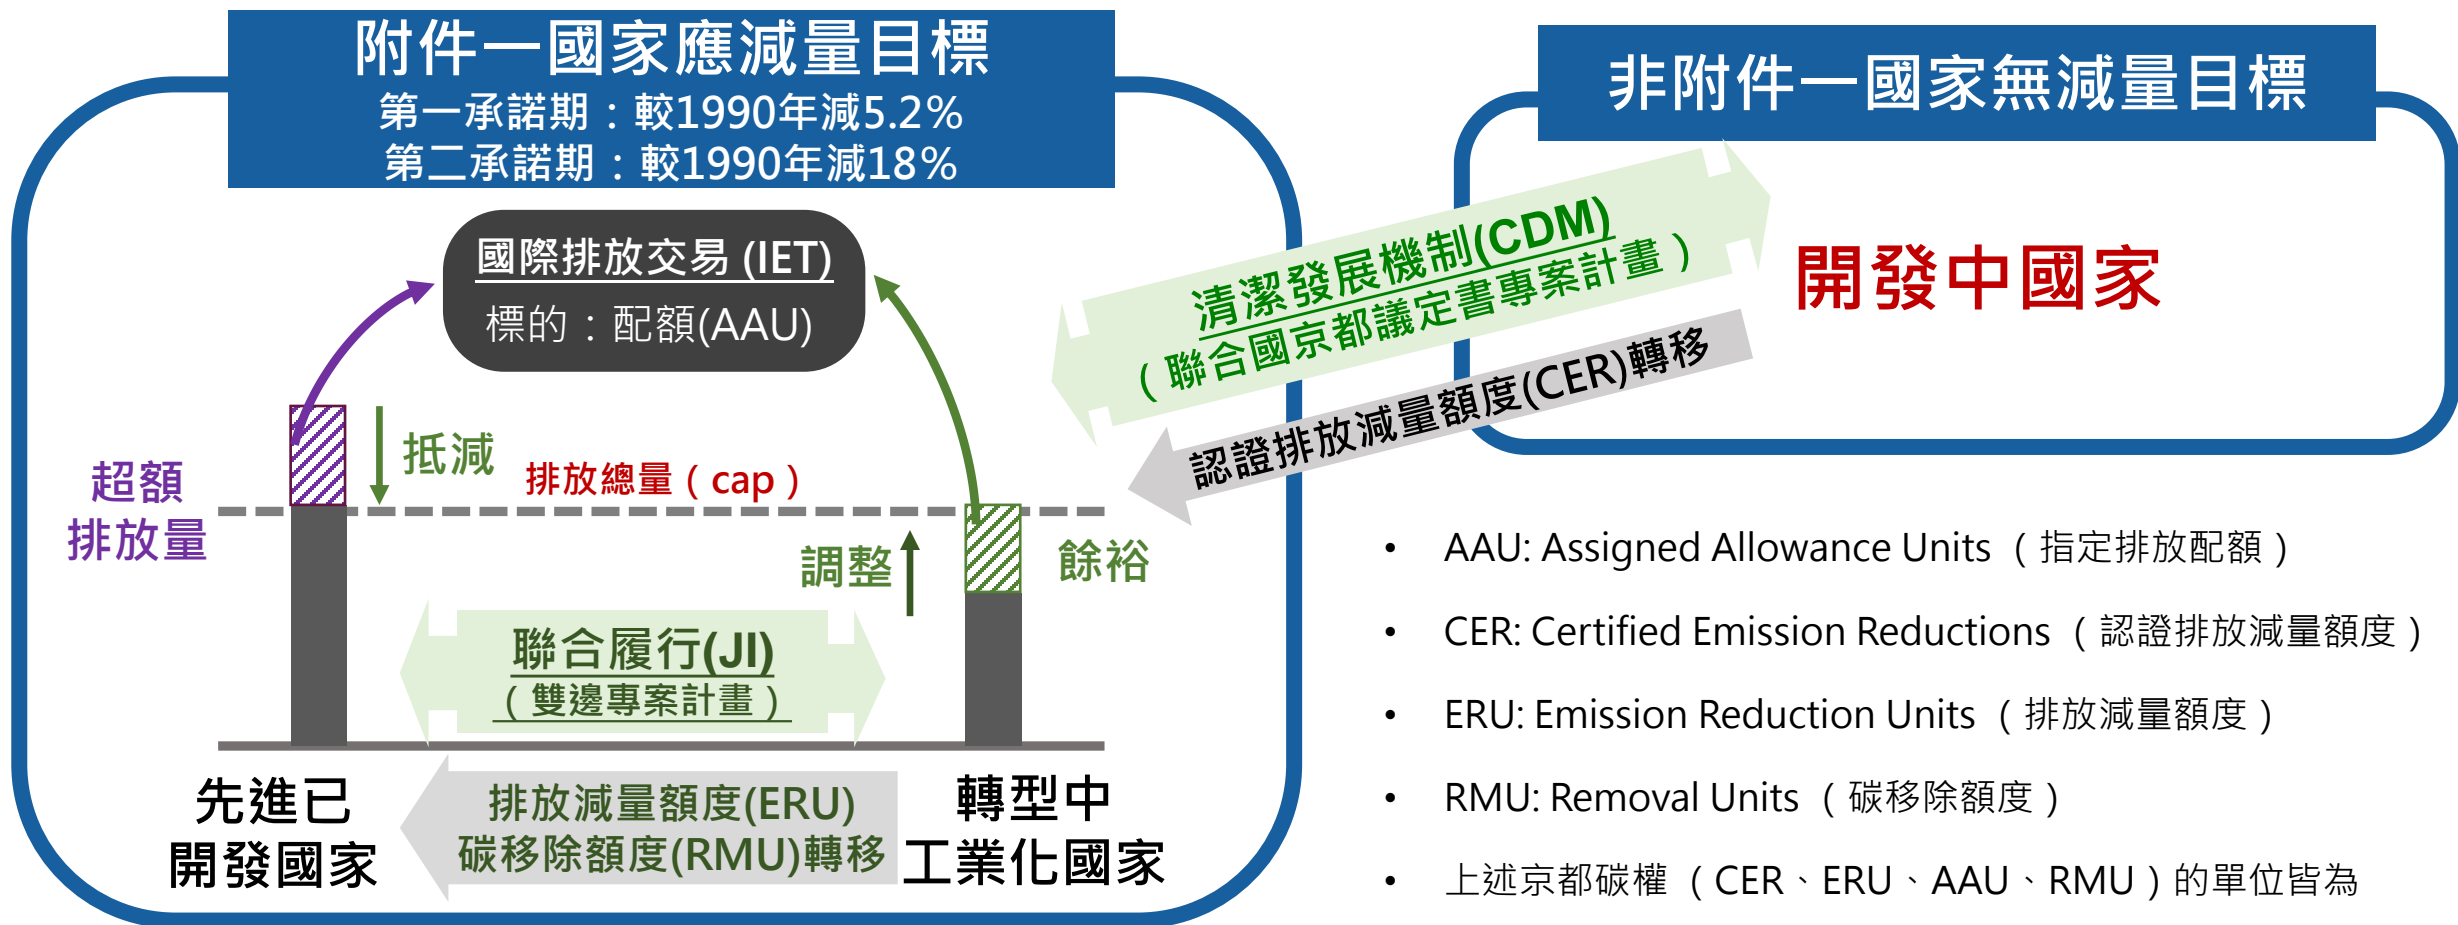 附件一國家應減量目標
第一承諾期：較1990年減5.2%
第二承諾期：較1990年減18%
非附件一國家無減量目標
國際排放交易 (IET)
標的：配額(AAU)
清潔發展機制(CDM)
（聯合國京都議定書專案計畫）
認證排放減量額度(CER)轉移
開發中國家
抵減
超額
排放量
排放總量（cap）
調整
餘裕
聯合履行(JI)
（雙邊專案計畫）
先進已
開發國家
排放減量額度(ERU)
碳移除額度(RMU)轉移
轉型中
工業化國家
• AAU: Assigned Allowance Units （指定排放配額）
• CER: Certified Emission Reductions （認證排放減量額度）
• ERU: Emission Reduction Units （排放減量額度）
• RMU: Removal Units （碳移除額度）
• 上述京都碳權 （CER、ERU、AAU、RMU）的單位皆為